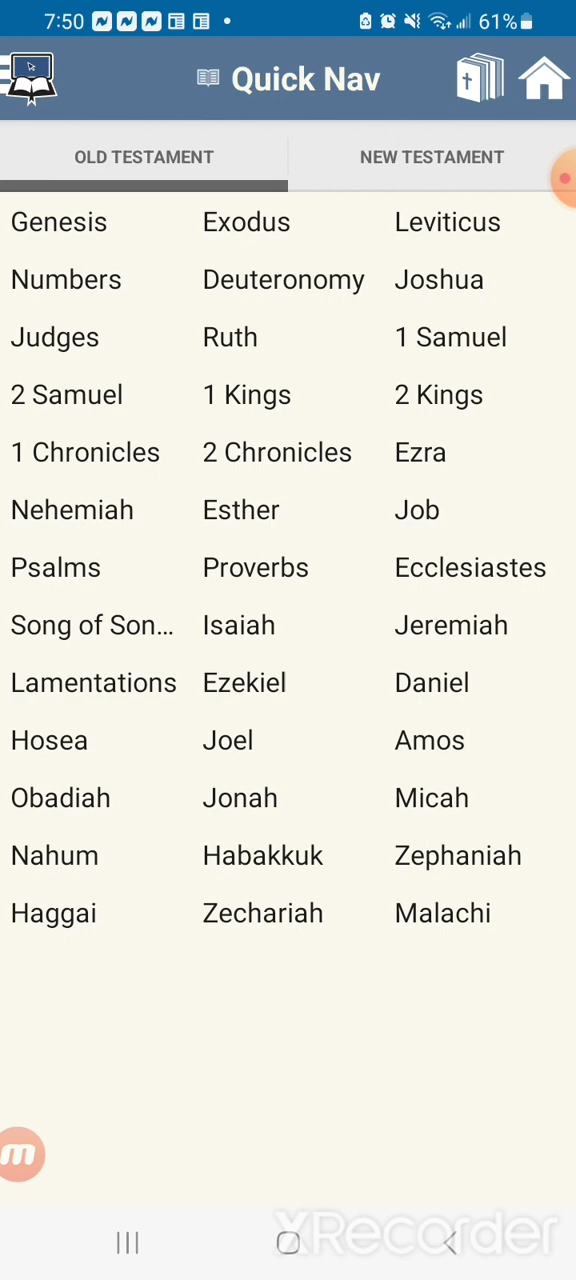 7:50 61%
Quick Nav
OLD TESTAMENT NEW TESTAMENT
Genesis Exodus Leviticus
Numbers Deuteronomy Joshua
Judges Ruth 1 Samuel
2 Samuel 1 Kings 2 Kings
1 Chronicles 2 Chronicles Ezra
Nehemiah Esther Job
Psalms Proverbs Ecclesiastes
Song of Son... Isaiah Jeremiah
Lamentations Ezekiel Daniel
Hosea Joel Amos
Obadiah Jonah Micah
Nahum Habakkuk Zephaniah
Haggai Zechariah Malachi
XRecorder